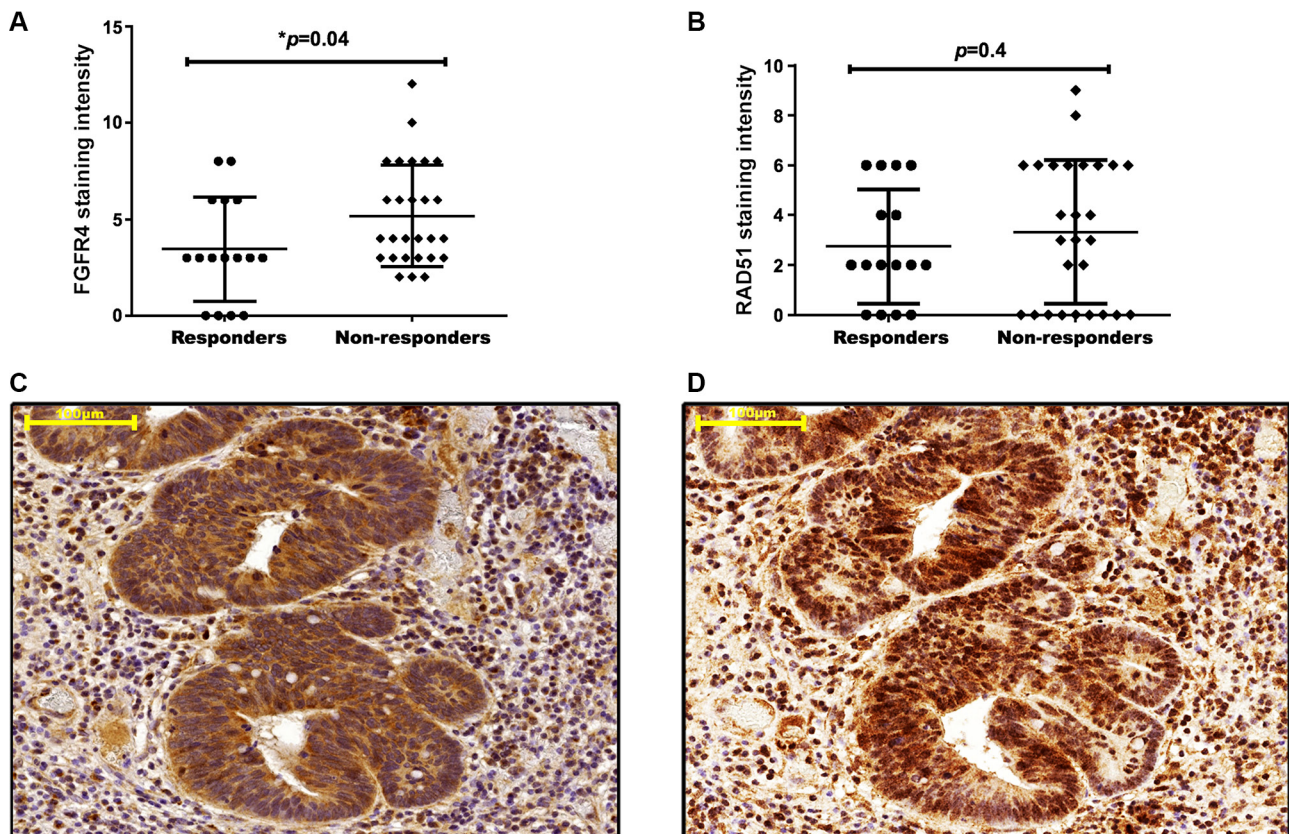 A
*p=0.04
FGFR4 staining intensity
15
10
5
0
Responders
Non-responders
B
p=0.4
RAD51 staining intensity
10
8
6
4
2
0
Responders
Non-responders
C
100µm
D
100µm